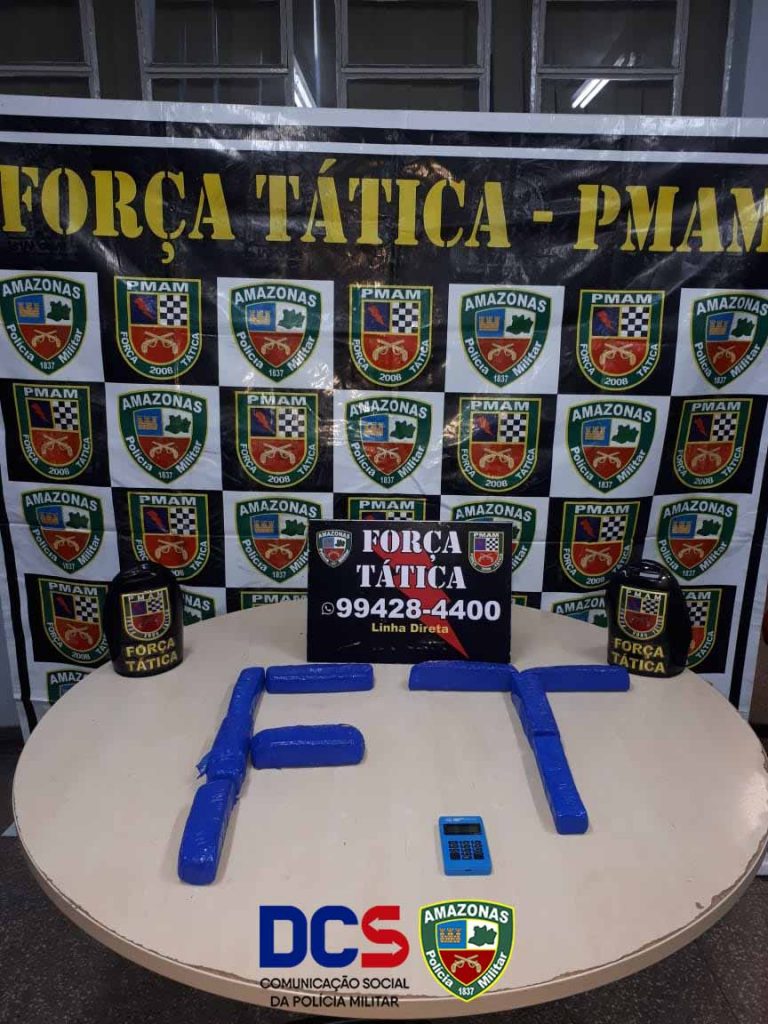 FORÇA TÁTICA - PMAM
AMAZONAS
Polícia Militar
1837
PMAM
FORÇA TÁTICA
2008
FORÇA
TÁTICA
99428-4400
Linha Direta
FORÇA
TÁTICA
FORÇA
TÁTICA
FT
DCS
COMUNICAÇÃO SOCIAL
DA POLÍCIA MILITAR
AMAZONAS
Polícia Militar
1837